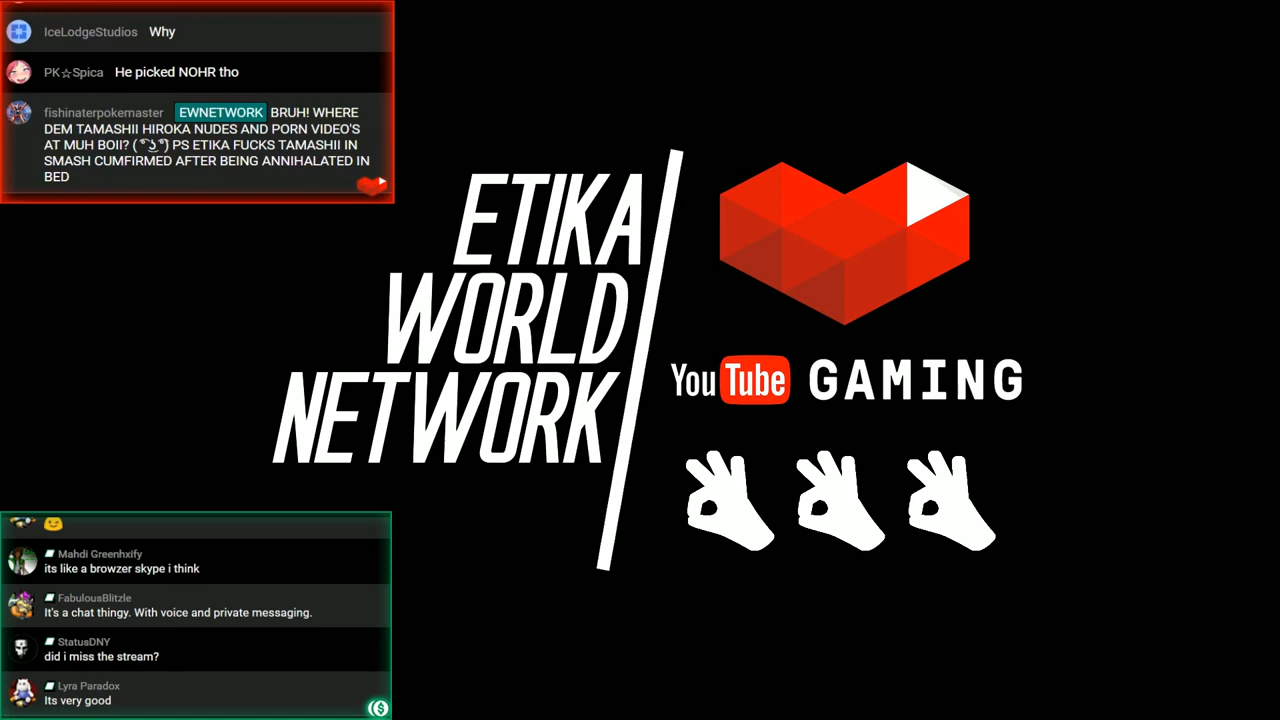 IceLodgeStudios Why
PK☆Spica He picked NOHR tho
fishinaterpokemaster EWNETWORK BRUH! WHERE
DEM TAMASHII HIROKA NUDES AND PORN VIDEO'S
AT MUH BOII? ( ͡° ͜ʖ ͡°) PS ETIKA FUCKS TAMASHII IN
SMASH CUMFIRMED AFTER BEING ANNIHALATED IN
BED
ETIKA
WORLD
NETWORK
YouTube GAMING
Mahdi Greenhxify
its like a browzer skype i think
FabulousBlitzle
It's a chat thingy. With voice and private messaging.
StatusDNY
did i miss the stream?
Lyra Paradox
Its very good